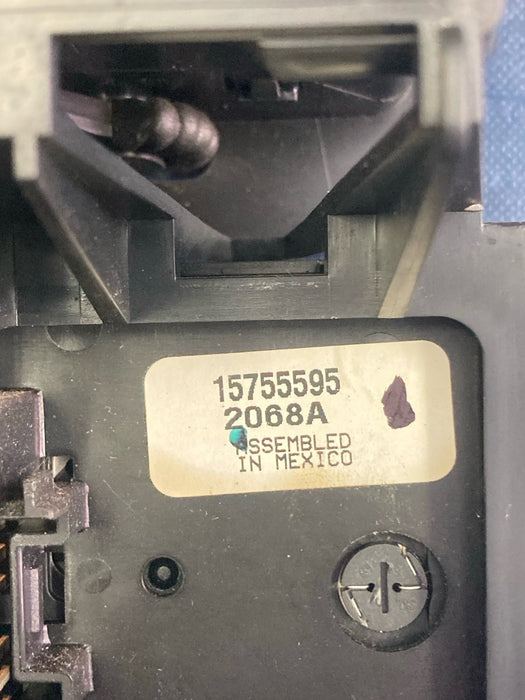 15755595
2068A
ASSEMBLED
IN MEXICO